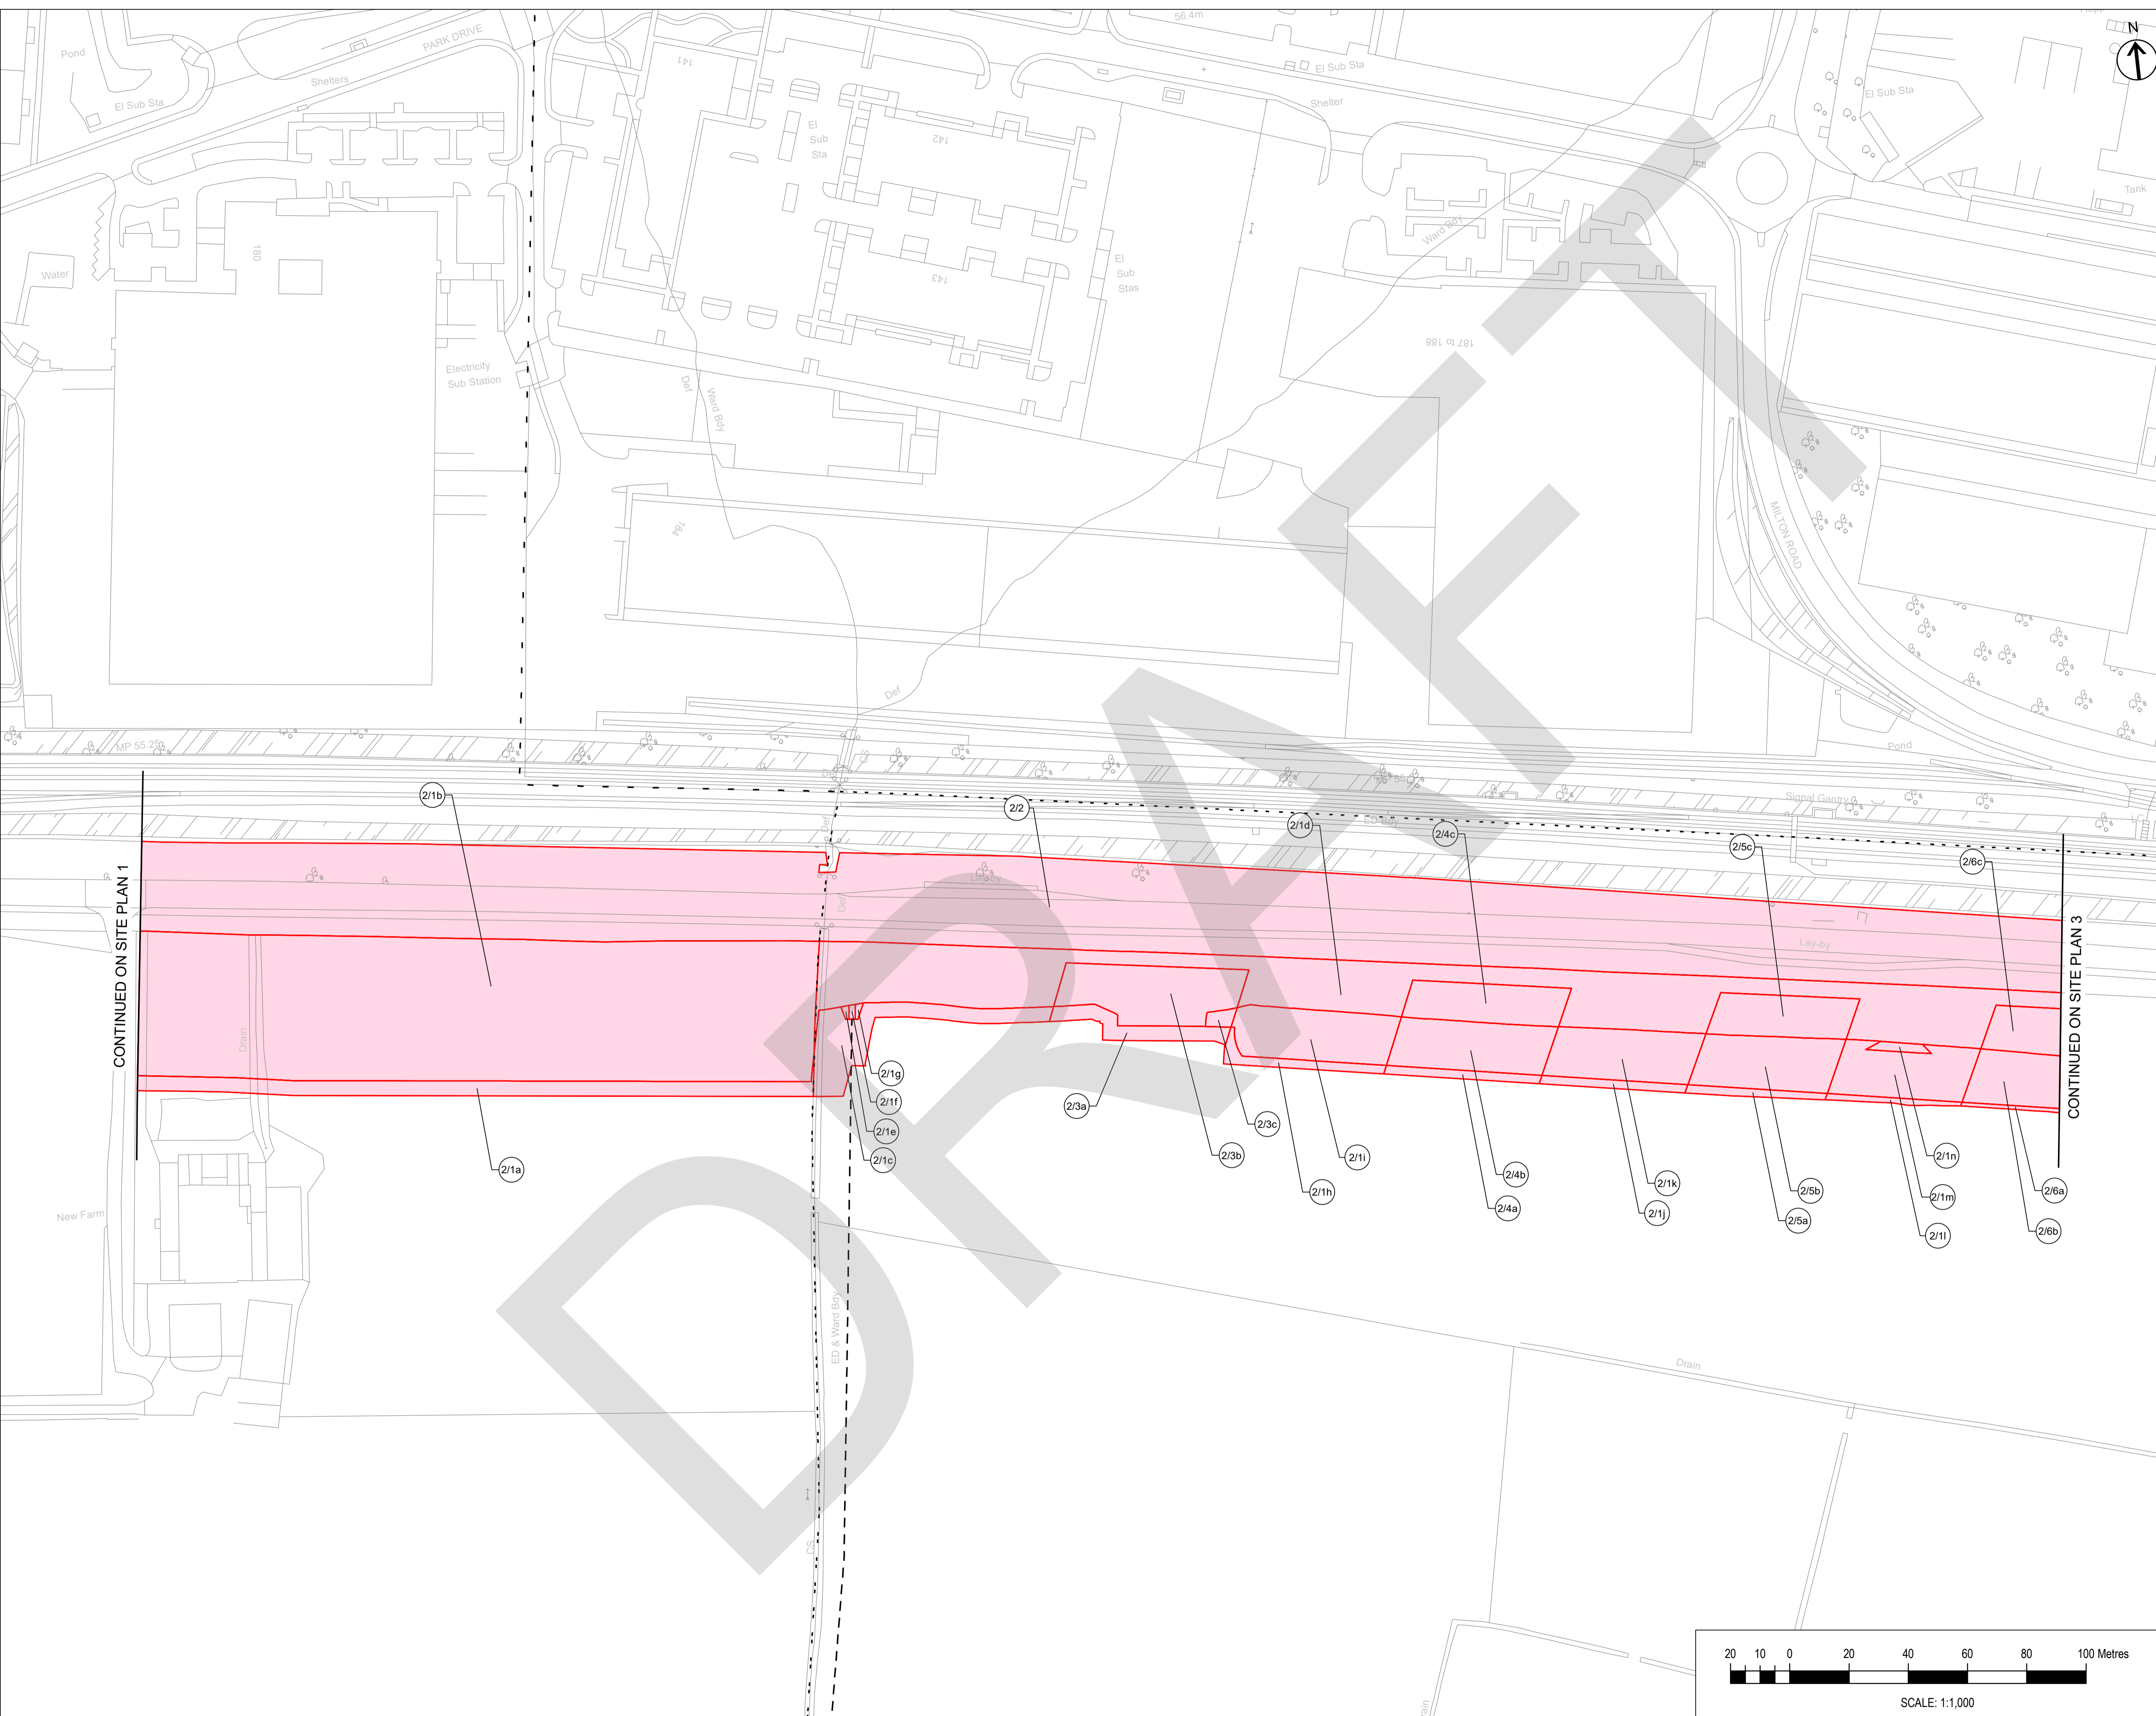 56.4m
N
Pond
PARK DRIVE
Shelters
El Sub Sta
141
El
Sub
Sta
142
143
El Sub Sta
Shelter
El Sub Sta
Tank
Ward Bdy
180
Water
El
Sub
Stas
187 to 188
Electricity
Sub Station
Def
Ward Bdy
184
MILTON ROAD
Def
MP 55.25
CS
Def
Pond
Signal Gantry
2/1b
2/2
2/1d
2/4c
2/5c
2/6c
Def
Lay-by
Def
Lay-by
CONTINUED ON SITE PLAN 1
CONTINUED ON SITE PLAN 3
Drain
2/1g
2/1f
2/1e
2/1c
2/1a
2/3a
2/3c
2/3b
2/1i
2/1h
2/4b
2/4a
2/1k
2/1j
2/5b
2/5a
2/1n
2/1m
2/1l
2/6a
2/6b
New Farm
ED & Ward Bdy
Drain
CS
DRAFT
20 10 0 20 40 60 80 100 Metres
SCALE: 1:1,000